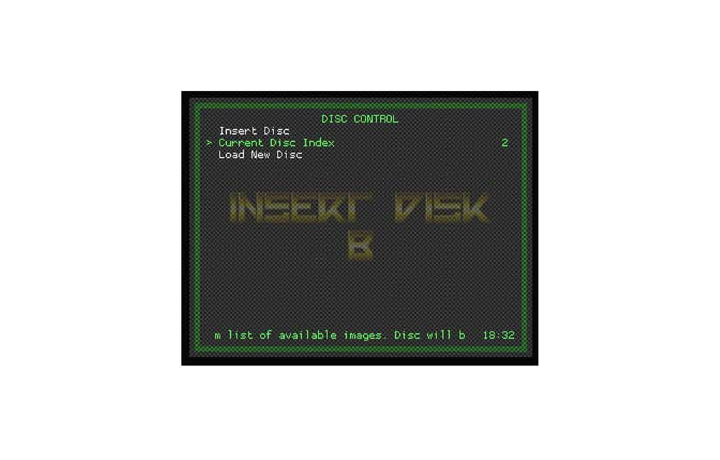 DISC CONTROL
Insert Disc
> Current Disc Index 2
Load New Disc
INSERT DISK
B
m list of available images. Disc will b 18:32